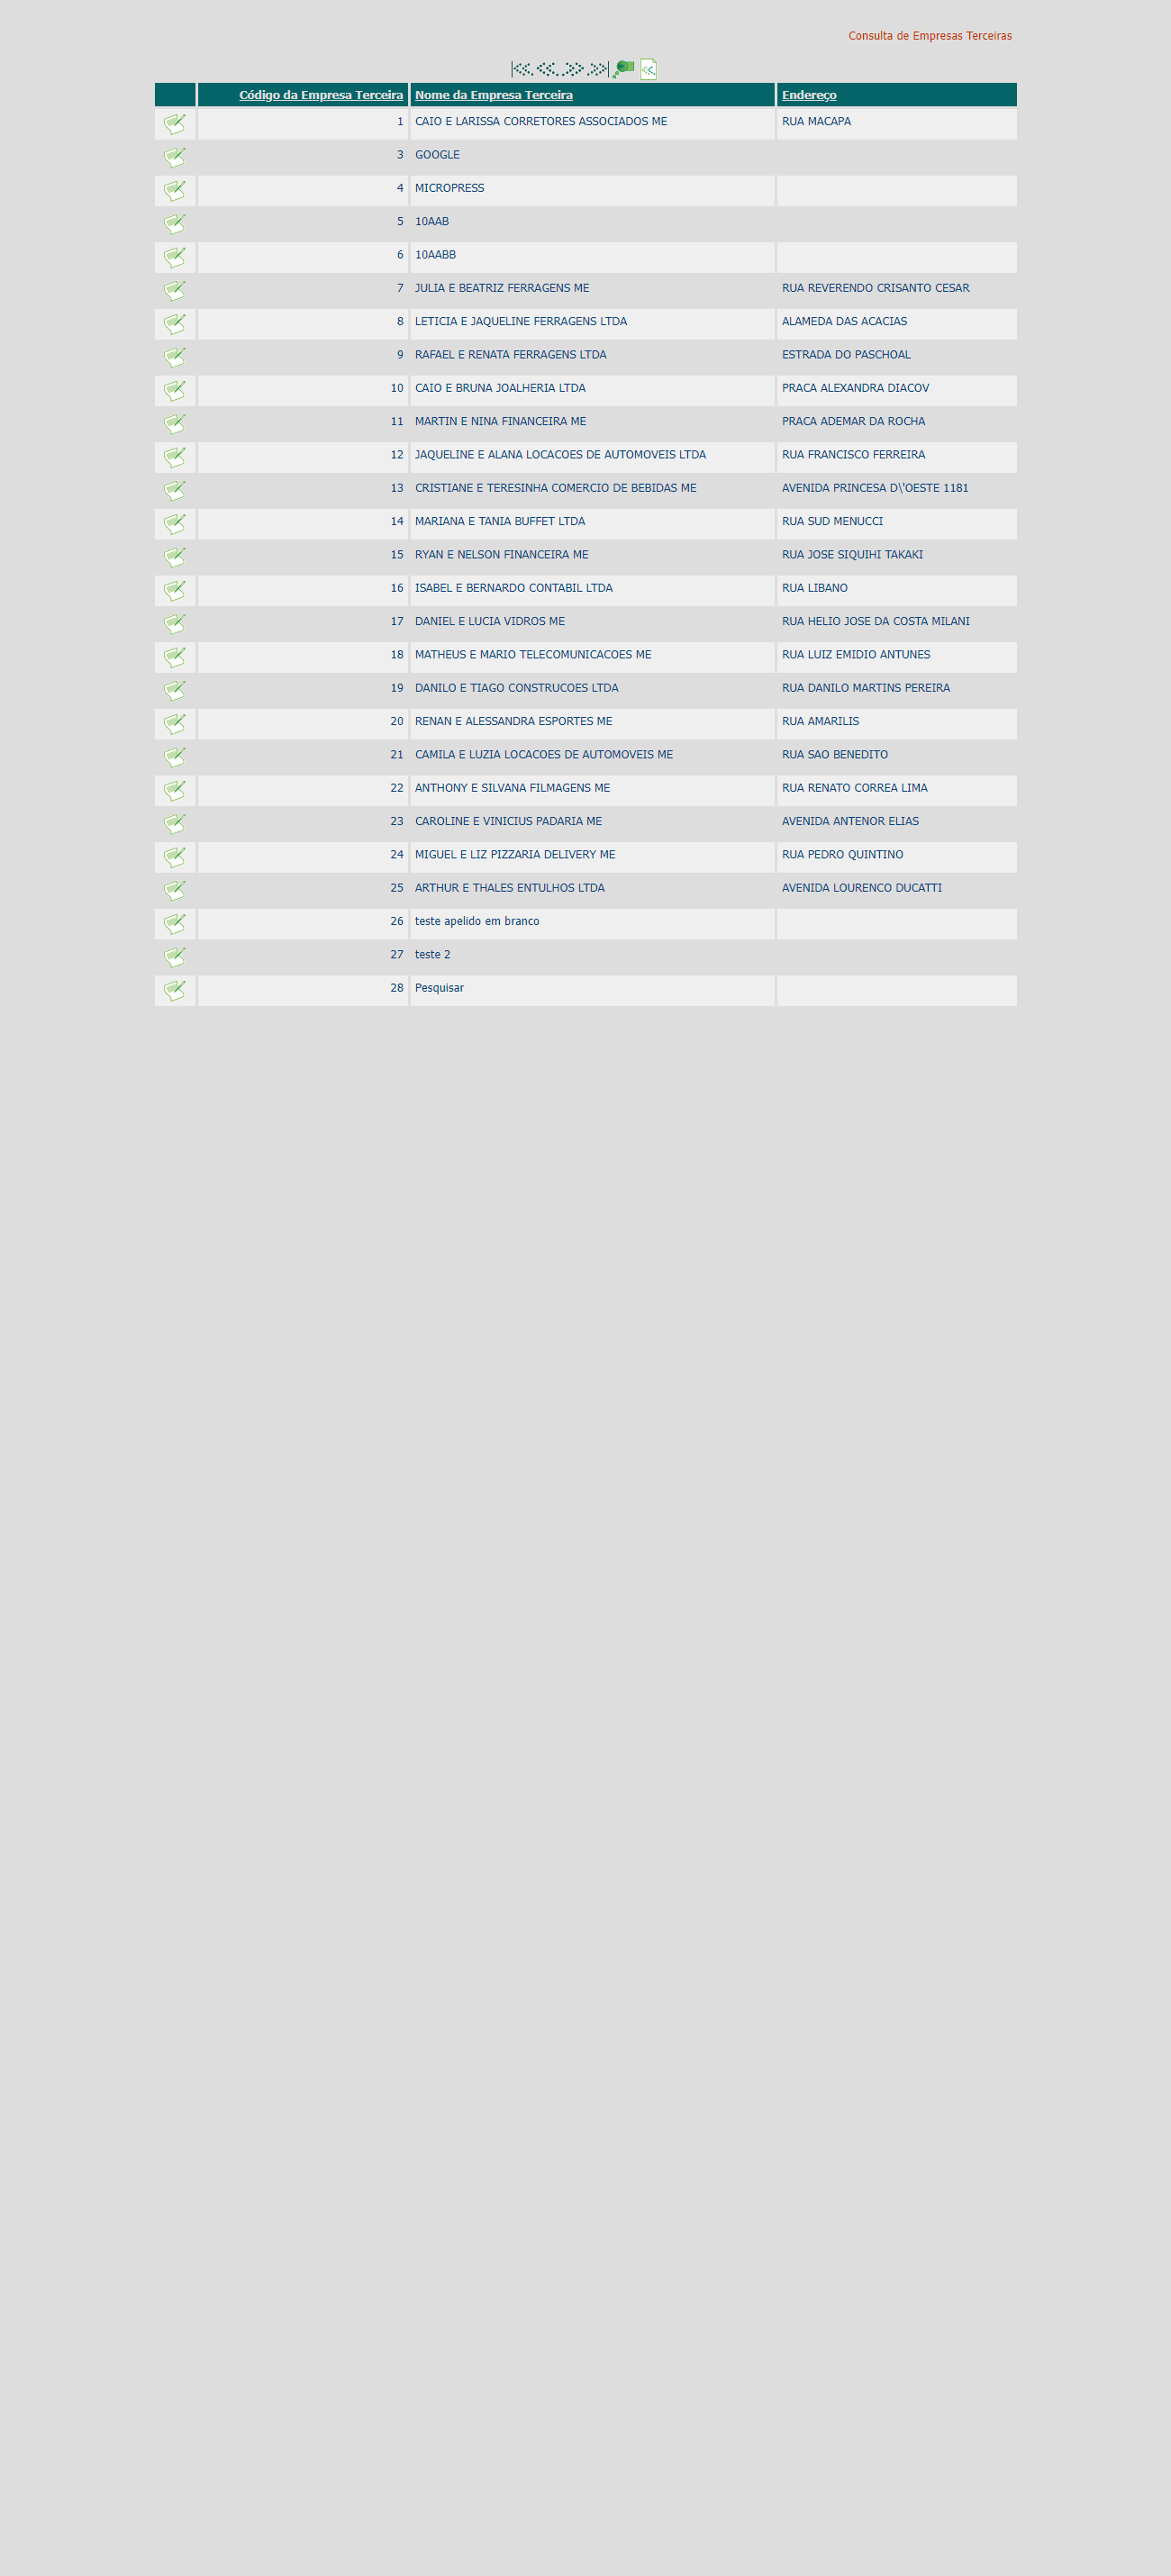 Consulta de Empresas Terceiras
Código da Empresa Terceira Nome da Empresa Terceira Endereço
1 CAIO E LARISSA CORRETORES ASSOCIADOS ME RUA MACAPA
3 GOOGLE
4 MICROPRESS
5 10AAB
6 10AABB
7 JULIA E BEATRIZ FERRAGENS ME RUA REVERENDO CRISANTO CESAR
8 LETICIA E JAQUELINE FERRAGENS LTDA ALAMEDA DAS ACACIAS
9 RAFAEL E RENATA FERRAGENS LTDA ESTRADA DO PASCHOAL
10 CAIO E BRUNA JOALHERIA LTDA PRACA ALEXANDRA DIACOV
11 MARTIN E NINA FINANCEIRA ME PRACA ADEMAR DA ROCHA
12 JAQUELINE E ALANA LOCACOES DE AUTOMOVEIS LTDA RUA FRANCISCO FERREIRA
13 CRISTIANE E TERESINHA COMERCIO DE BEBIDAS ME AVENIDA PRINCESA D\'OESTE 1181
14 MARIANA E TANIA BUFFET LTDA RUA SUD MENUCCI
15 RYAN E NELSON FINANCEIRA ME RUA JOSE SIQUIHI TAKAKI
16 ISABEL E BERNARDO CONTABIL LTDA RUA LIBANO
17 DANIEL E LUCIA VIDROS ME RUA HELIO JOSE DA COSTA MILANI
18 MATHEUS E MARIO TELECOMUNICACOES ME RUA LUIZ EMIDIO ANTUNES
19 DANILO E TIAGO CONSTRUCOES LTDA RUA DANILO MARTINS PEREIRA
20 RENAN E ALESSANDRA ESPORTES ME RUA AMARILIS
21 CAMILA E LUZIA LOCACOES DE AUTOMOVEIS ME RUA SAO BENEDITO
22 ANTHONY E SILVANA FILMAGENS ME RUA RENATO CORREA LIMA
23 CAROLINE E VINICIUS PADARIA ME AVENIDA ANTENOR ELIAS
24 MIGUEL E LIZ PIZZARIA DELIVERY ME RUA PEDRO QUINTINO
25 ARTHUR E THALES ENTULHOS LTDA AVENIDA LOURENCO DUCATTI
26 teste apelido em branco
27 teste 2
28 Pesquisar